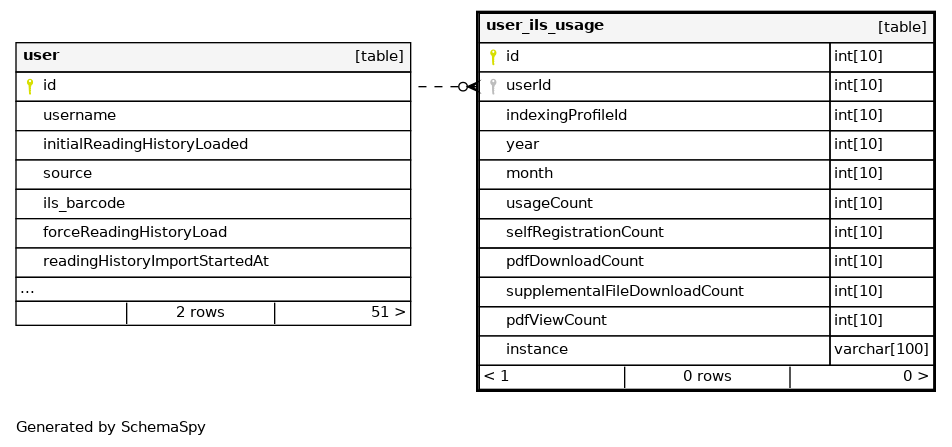 user [table]
id
username
initialReadingHistoryLoaded
source
ils_barcode
forceReadingHistoryLoad
readingHistoryImportStartedAt
...
2 rows 51 >
user_ils_usage [table]
id int[10]
userId int[10]
indexingProfileId int[10]
year int[10]
month int[10]
usageCount int[10]
selfRegistrationCount int[10]
pdfDownloadCount int[10]
supplementalFileDownloadCount int[10]
pdfViewCount int[10]
instance varchar[100]
< 1 0 rows 0 >
Generated by SchemaSpy